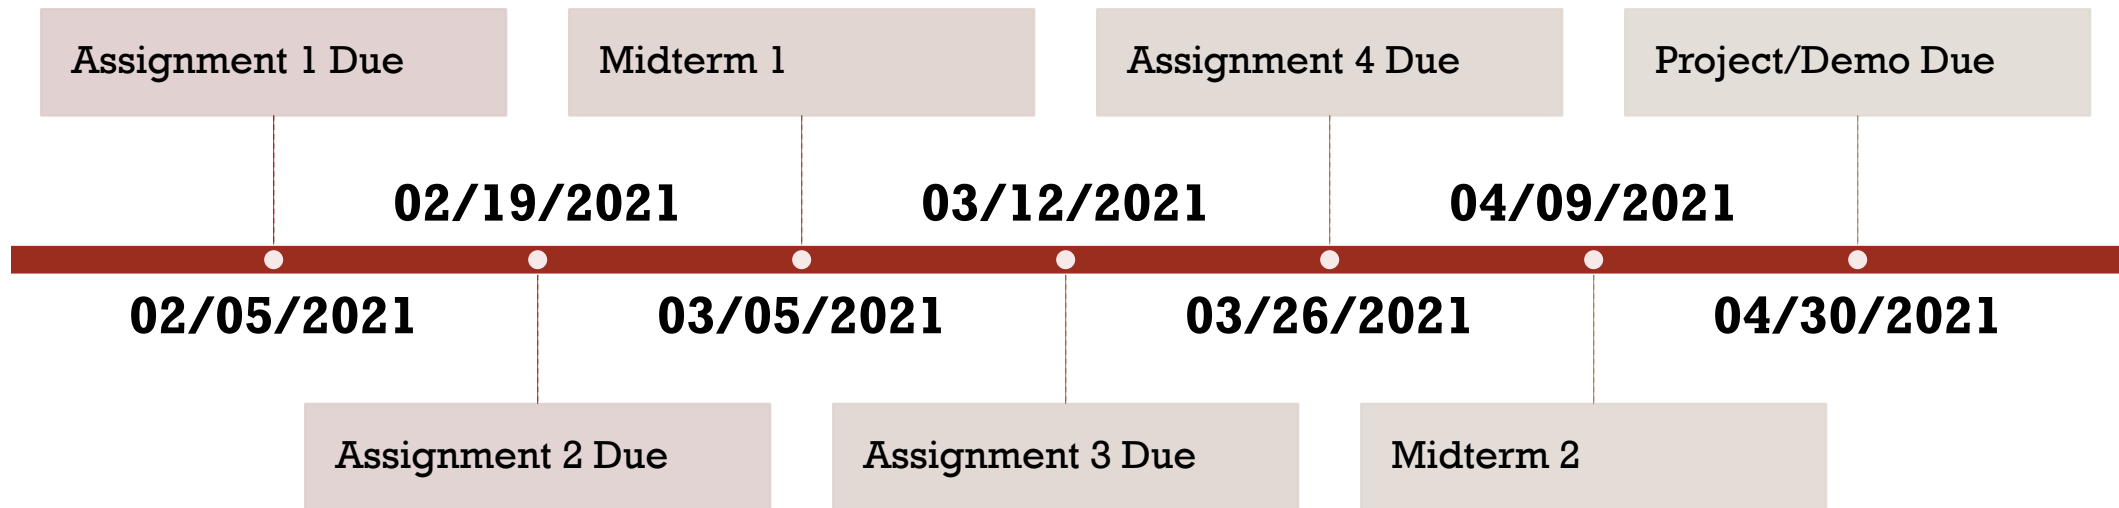 Assignment 1 Due
Midterm 1
Assignment 4 Due
Project/Demo Due
02/19/2021
03/12/2021
04/09/2021
02/05/2021
03/05/2021
03/26/2021
04/30/2021
Assignment 2 Due
Assignment 3 Due
Midterm 2